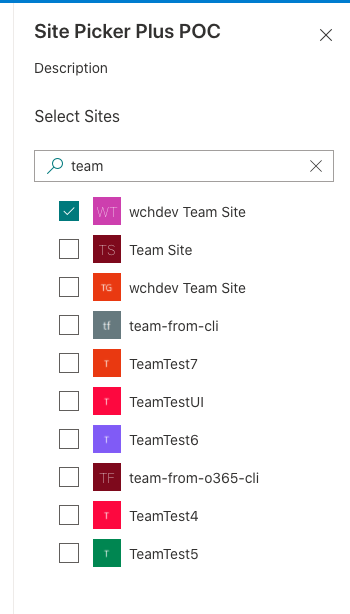 Site Picker Plus POC
Description
Select Sites
team
WT wchdev Team Site
TS Team Site
TG wchdev Team Site
tf team-from-cli
T TeamTest7
T TeamTestUI
T TeamTest6
TF team-from-o365-cli
T TeamTest4
T TeamTest5